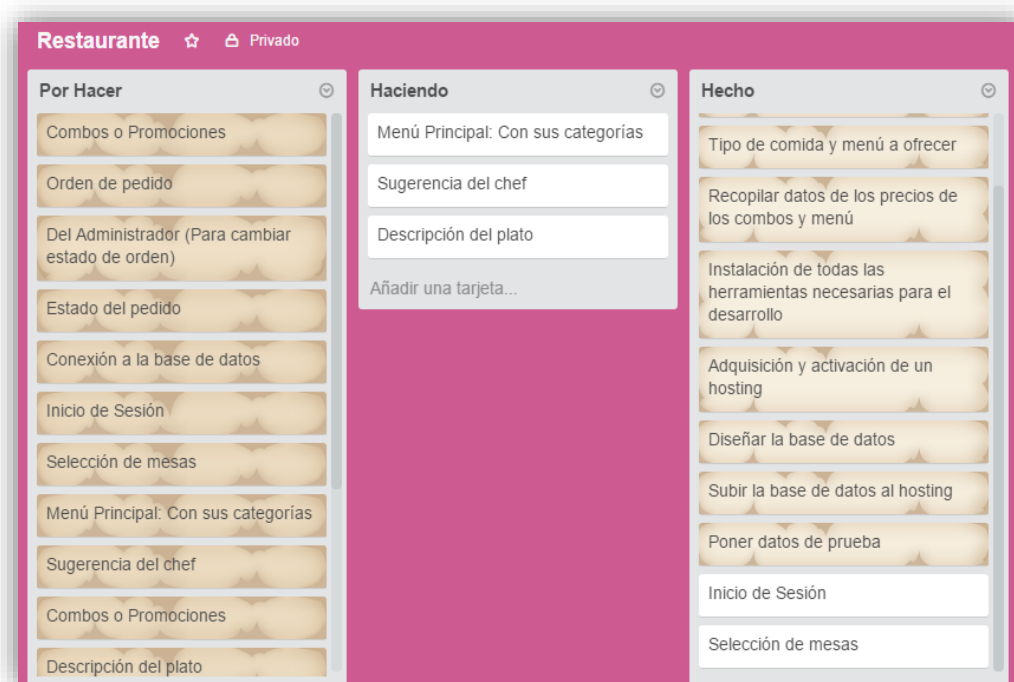 Restaurante
Privado
Por Hacer
Combos o Promociones
Orden de pedido
Del Administrador (Para cambiar
estado de orden)
Estado del pedido
Conexión a la base de datos
Inicio de Sesión
Selección de mesas
Menú Principal: Con sus categorías
Sugerencia del chef
Combos o Promociones
Descripción del plato
Haciendo
Menú Principal: Con sus categorías
Sugerencia del chef
Descripción del plato
Añadir una tarjeta...
Hecho
Tipo de comida y menú a ofrecer
Recopilar datos de los precios de
los combos y menú
Instalación de todas las
herramientas necesarias para el
desarrollo
Adquisición y activación de un
hosting
Diseñar la base de datos
Subir la base de datos al hosting
Poner datos de prueba
Inicio de Sesión
Selección de mesas